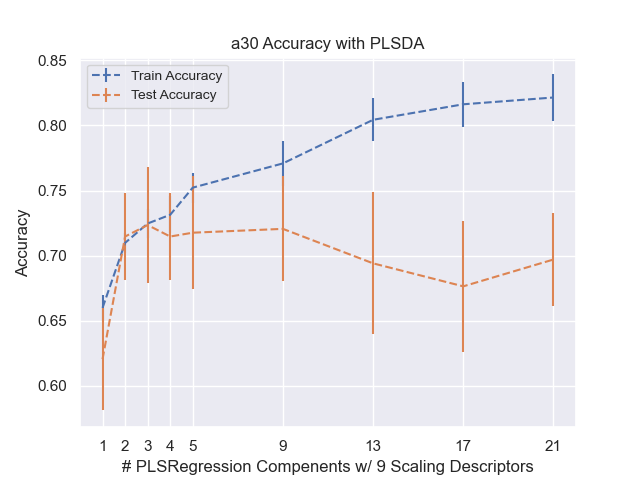 a30 Accuracy with PLSDA
Train Accuracy
Test Accuracy
0.85
0.80
0.75
0.70
0.65
0.60
Accuracy
1 2 3 4 5 9 13 17 21
# PLSRegression Compenents w/ 9 Scaling Descriptors